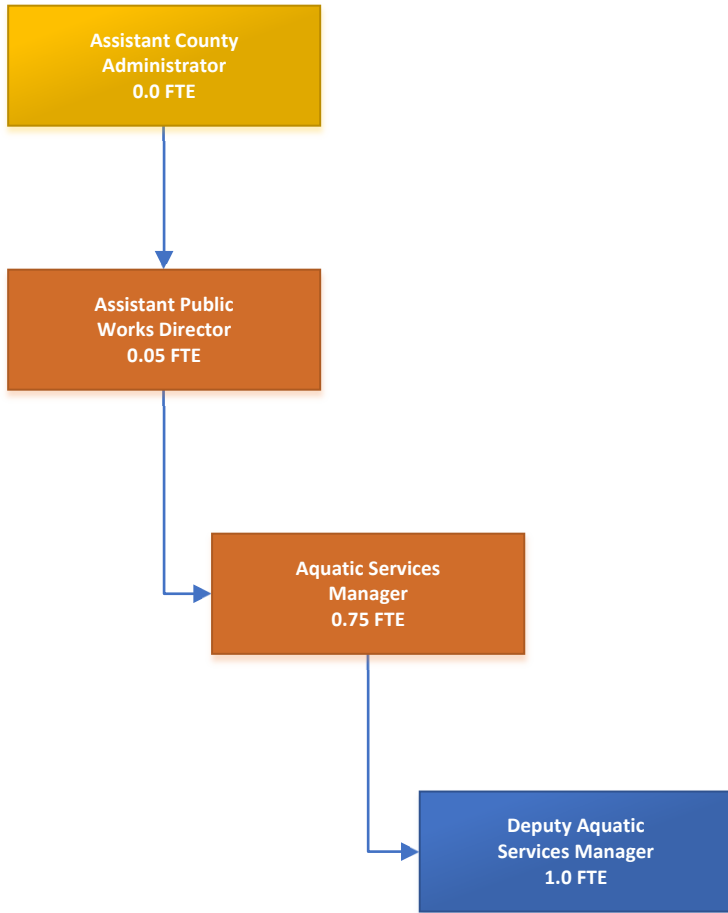 Assistant County
Administrator
0.0 FTE
Assistant Public
Works Director
0.05 FTE
Aquatic Services
Manager
0.75 FTE
Deputy Aquatic
Services Manager
1.0 FTE